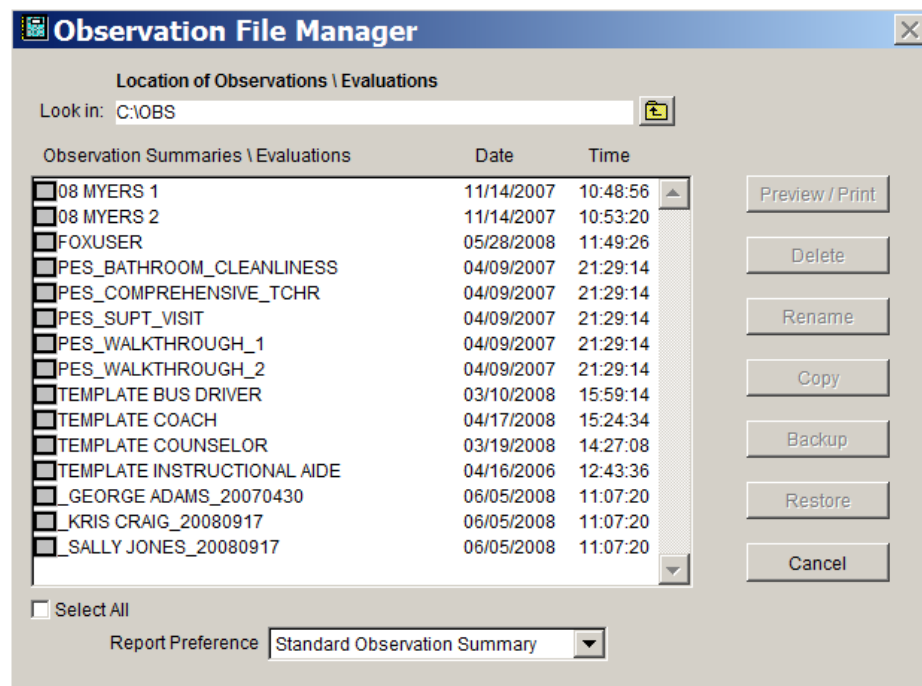 Observation File Manager
Location of Observations \ Evaluations
Look in: C:\OBS
Observation Summaries \ Evaluations Date Time
08 MYERS 1 11/14/2007 10:48:56
08 MYERS 2 11/14/2007 10:53:20
FOXUSER 05/28/2008 11:49:26
PES_BATHROOM_CLEANLINESS 04/09/2007 21:29:14
PES_COMPREHENSIVE_TCHR 04/09/2007 21:29:14
PES_SUPT_VISIT 04/09/2007 21:29:14
PES_WALKTHROUGH_1 04/09/2007 21:29:14
PES_WALKTHROUGH_2 04/09/2007 21:29:14
TEMPLATE BUS DRIVER 03/10/2008 15:59:14
TEMPLATE COACH 04/17/2008 15:24:34
TEMPLATE COUNSELOR 03/19/2008 14:27:08
TEMPLATE INSTRUCTIONAL AIDE 04/16/2006 12:43:36
_GEORGE ADAMS_20070430 06/05/2008 11:07:20
_KRIS CRAIG_20080917 06/05/2008 11:07:20
_SALLY JONES_20080917 06/05/2008 11:07:20
Preview / Print
Delete
Rename
Copy
Backup
Restore
Cancel
Select All
Report Preference Standard Observation Summary